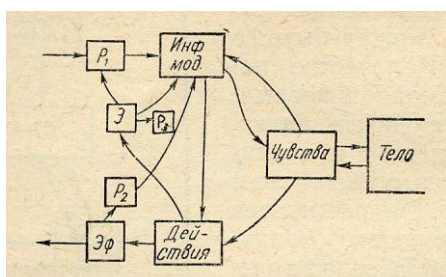 P₁
Инф
мод.
Э
P₃
Чувства
Тело
P₂
Эф
Дей-
ствия